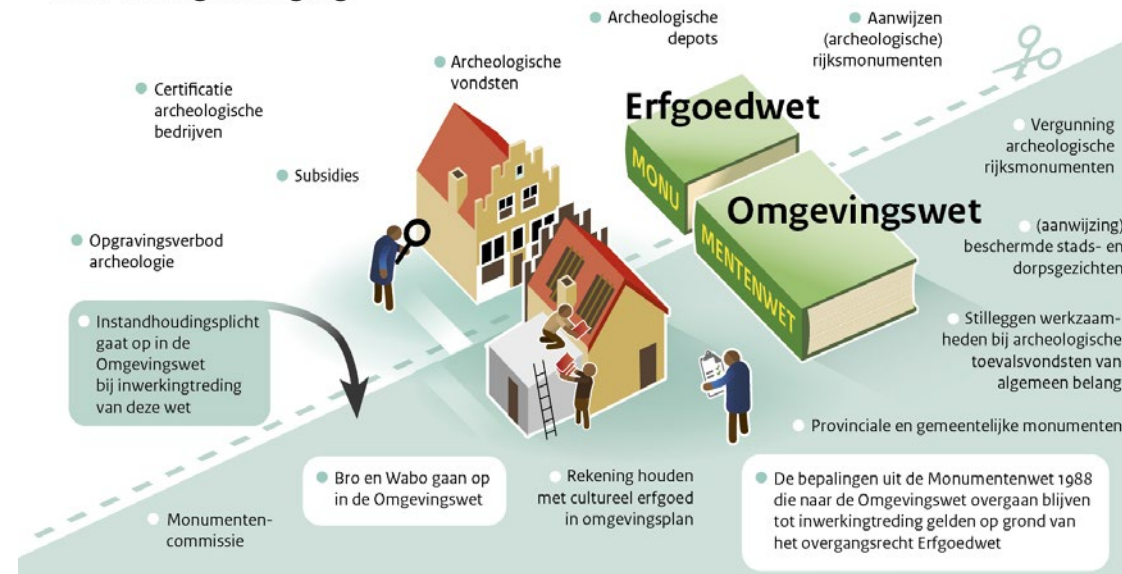 Archeologische
depots
Aanwijzen
(archeologische)
rijksmonumenten
Archeologische
vondsten
Certificatie
archeologische
bedrijven
Erfgoedwet
MONU
Vergunning
archeologische
rijksmonumenten
Subsidies
Omgevingswet
MENTENWET
(aanwijzing)
beschermde stads- en
dorpsgezichten
Opgravingsverbod
archeologie
Instandhoudingsplicht
gaat op in de
Omgevingswet
bij inwerkingtreding
van deze wet
Stilleggen werkzaam-
heden bij archeologische
toevalsvondsten van
algemeen belang
Provinciale en gemeentelijke monumenten
Bro en Wabo gaan op
in de Omgevingswet
Rekening houden
met cultureel erfgoed
in omgevingsplan
De bepalingen uit de Monumentenwet 1988
die naar de Omgevingswet overgaan blijven
tot inwerkingtreding gelden op grond van
het overgangsrecht Erfgoedwet
Monumenten-
commissie